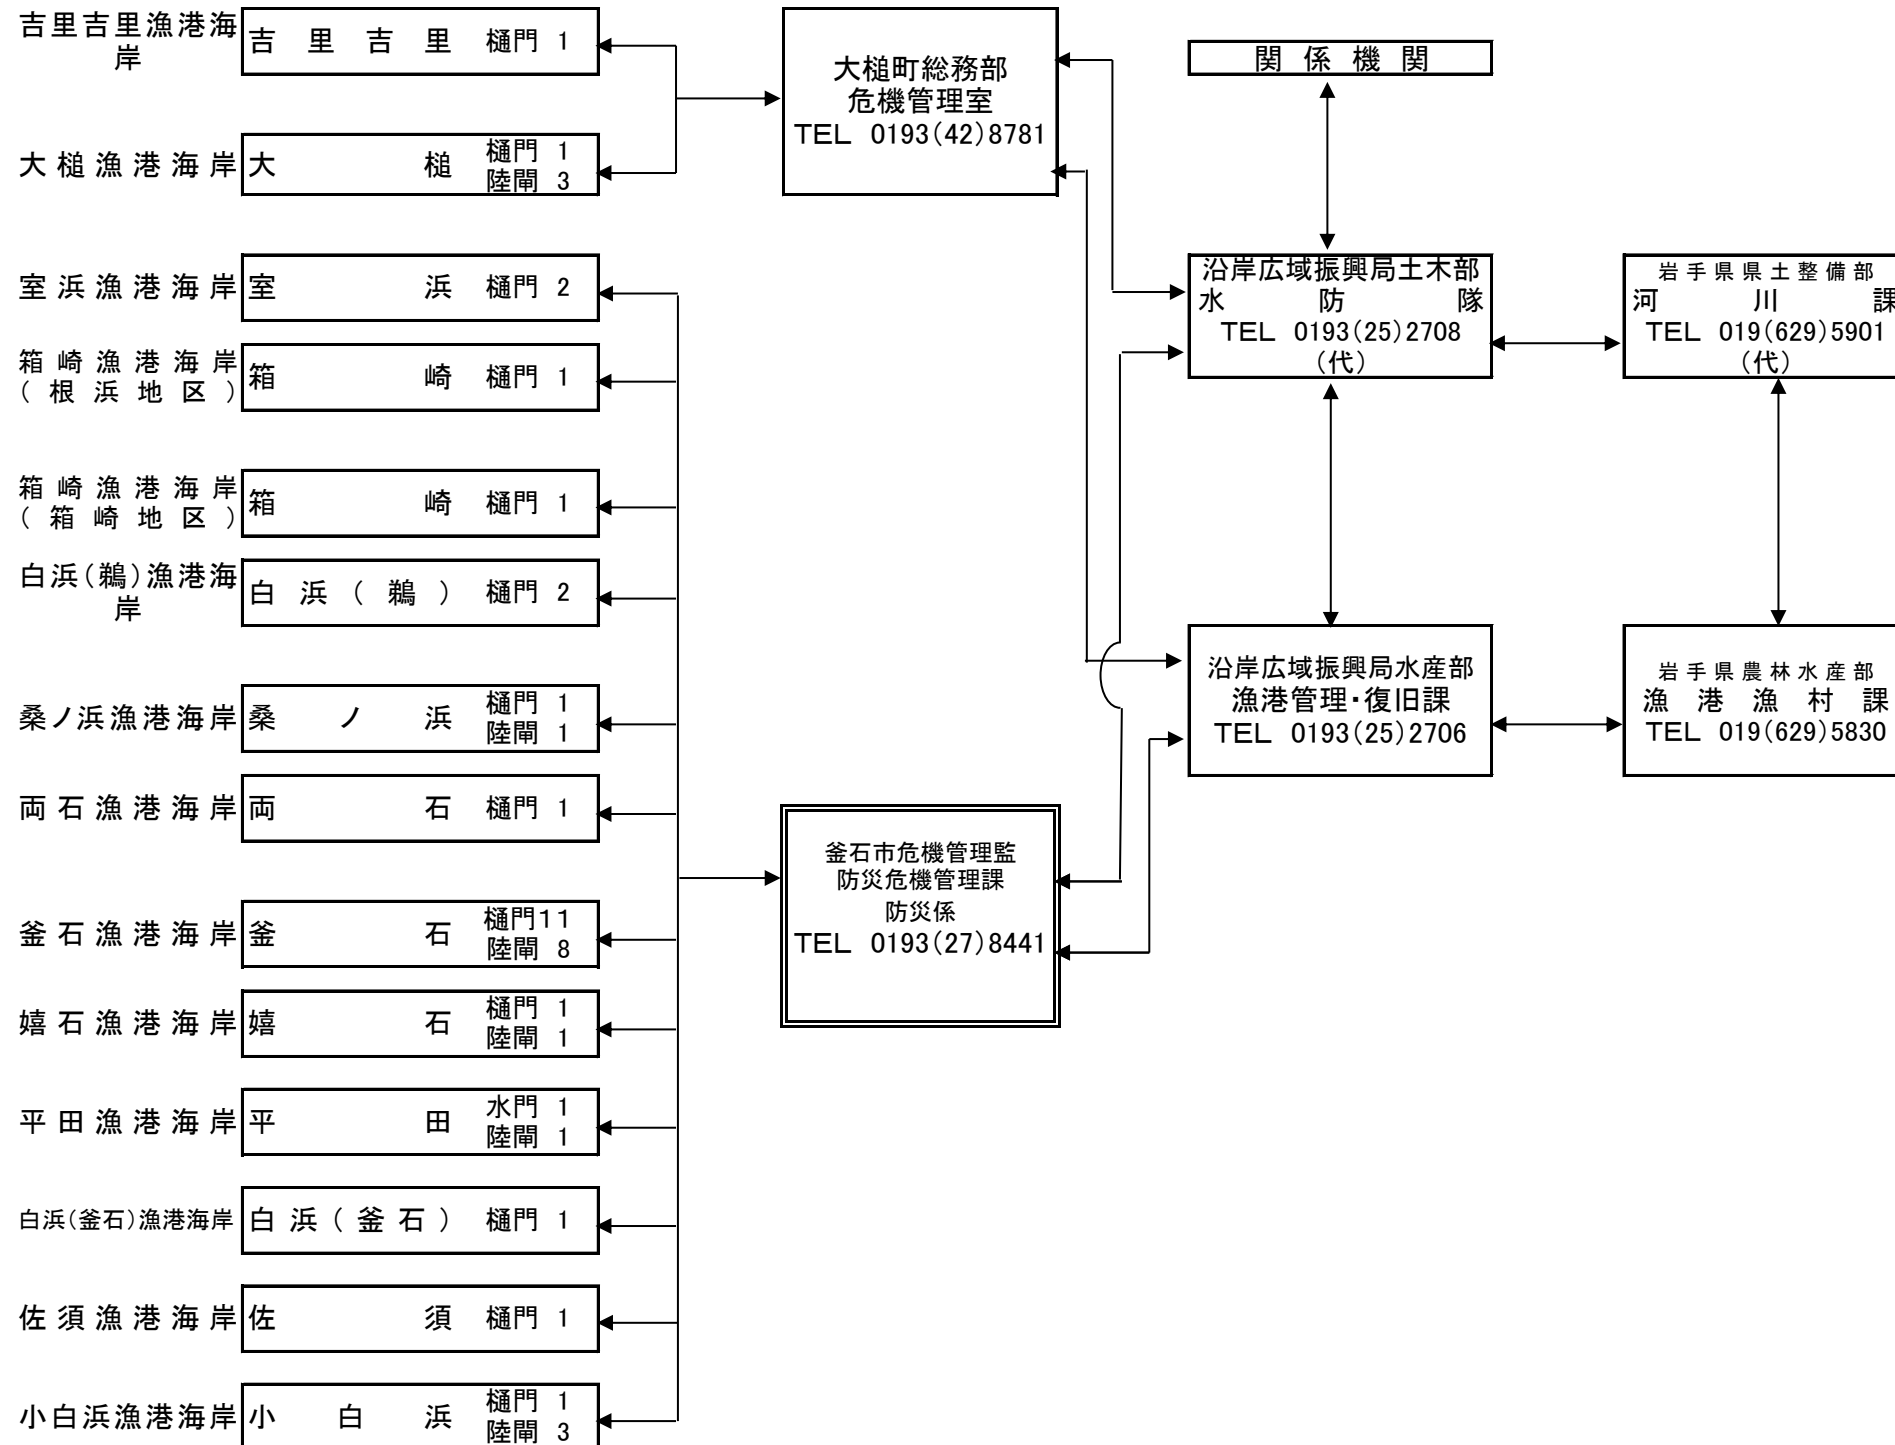 吉里吉里漁港海
岸
吉里吉里 樋門 1
大槌漁港海岸
大槌
樋門 1
陸閘 3
室浜漁港海岸
室浜 樋門 2
箱崎漁港海岸
(根浜地区)
箱崎 樋門 1
箱崎漁港海岸
(箱崎地区)
箱崎 樋門 1
白浜(鵜)漁港海
岸
白浜(鵜) 樋門 2
桑ノ浜漁港海岸
桑ノ浜
樋門 1
陸閘 1
両石漁港海岸
両石 樋門 1
釜石漁港海岸
釜石
樋門11
陸閘 8
嬉石漁港海岸
嬉石
樋門 1
陸閘 1
平田漁港海岸
平田
水門 1
陸閘 1
白浜(釜石)漁港海岸
白浜(釜石) 樋門 1
佐須漁港海岸
佐須 樋門 1
小白浜漁港海岸
小白浜
樋門 1
陸閘 3
大槌町総務部
危機管理室
TEL 0193(42)8781
釜石市危機管理監
防災危機管理課
防災係
TEL 0193(27)8441
関係機関
沿岸広域振興局土木部
水防隊
TEL 0193(25)2708
(代)
沿岸広域振興局水産部
漁港管理・復旧課
TEL 0193(25)2706
岩手県県土整備部
河川課
TEL 019(629)5901
(代)
岩手県農林水産部
漁港漁村課
TEL 019(629)5830